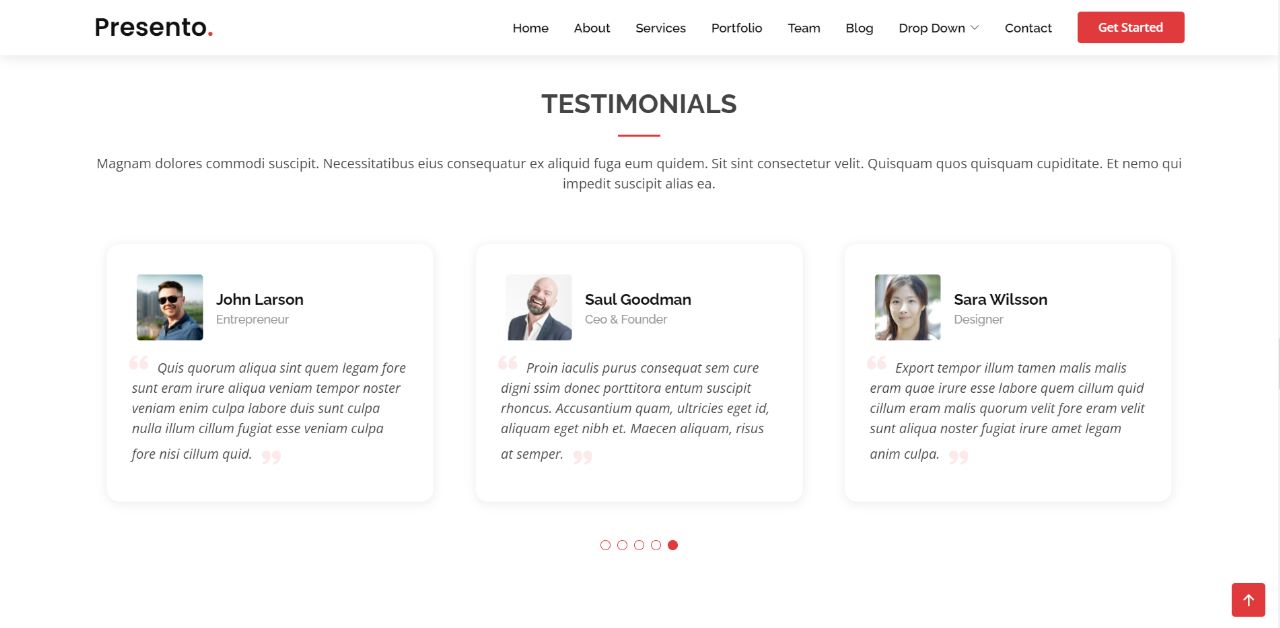 Presento.
Home About Services Portfolio Team Blog Drop Down Contact Get Started
TESTIMONIALS
Magnam dolores commodi suscipit. Necessitatibus eius consequatur ex aliquid fuga eum quidem. Sit sint consectetur velit. Quisquam quos quisquam cupiditate. Et nemo qui
impedit suscipit alias ea.
John Larson
Entrepreneur
“ Quis quorum aliqua sint quem legam fore
sunt eram irure aliqua veniam tempor noster
veniam enim culpa labore duis sunt culpa
nulla illum cillum fugiat esse veniam culpa
fore nisi cillum quid. ”
Saul Goodman
Ceo & Founder
“ Proin iaculis purus consequat sem cure
digni ssim donec porttitora entum suscipit
rhoncus. Accusantium quam, ultricies eget id,
aliquam eget nibh et. Maecen aliquam, risus
at semper. ”
Sara Wilsson
Designer
“ Export tempor illum tamen malis malis
eram quae irure esse labore quem cillum quid
cillum eram malis quorum velit fore eram velit
sunt aliqua noster fugiat irure amet legam
anim culpa. ”